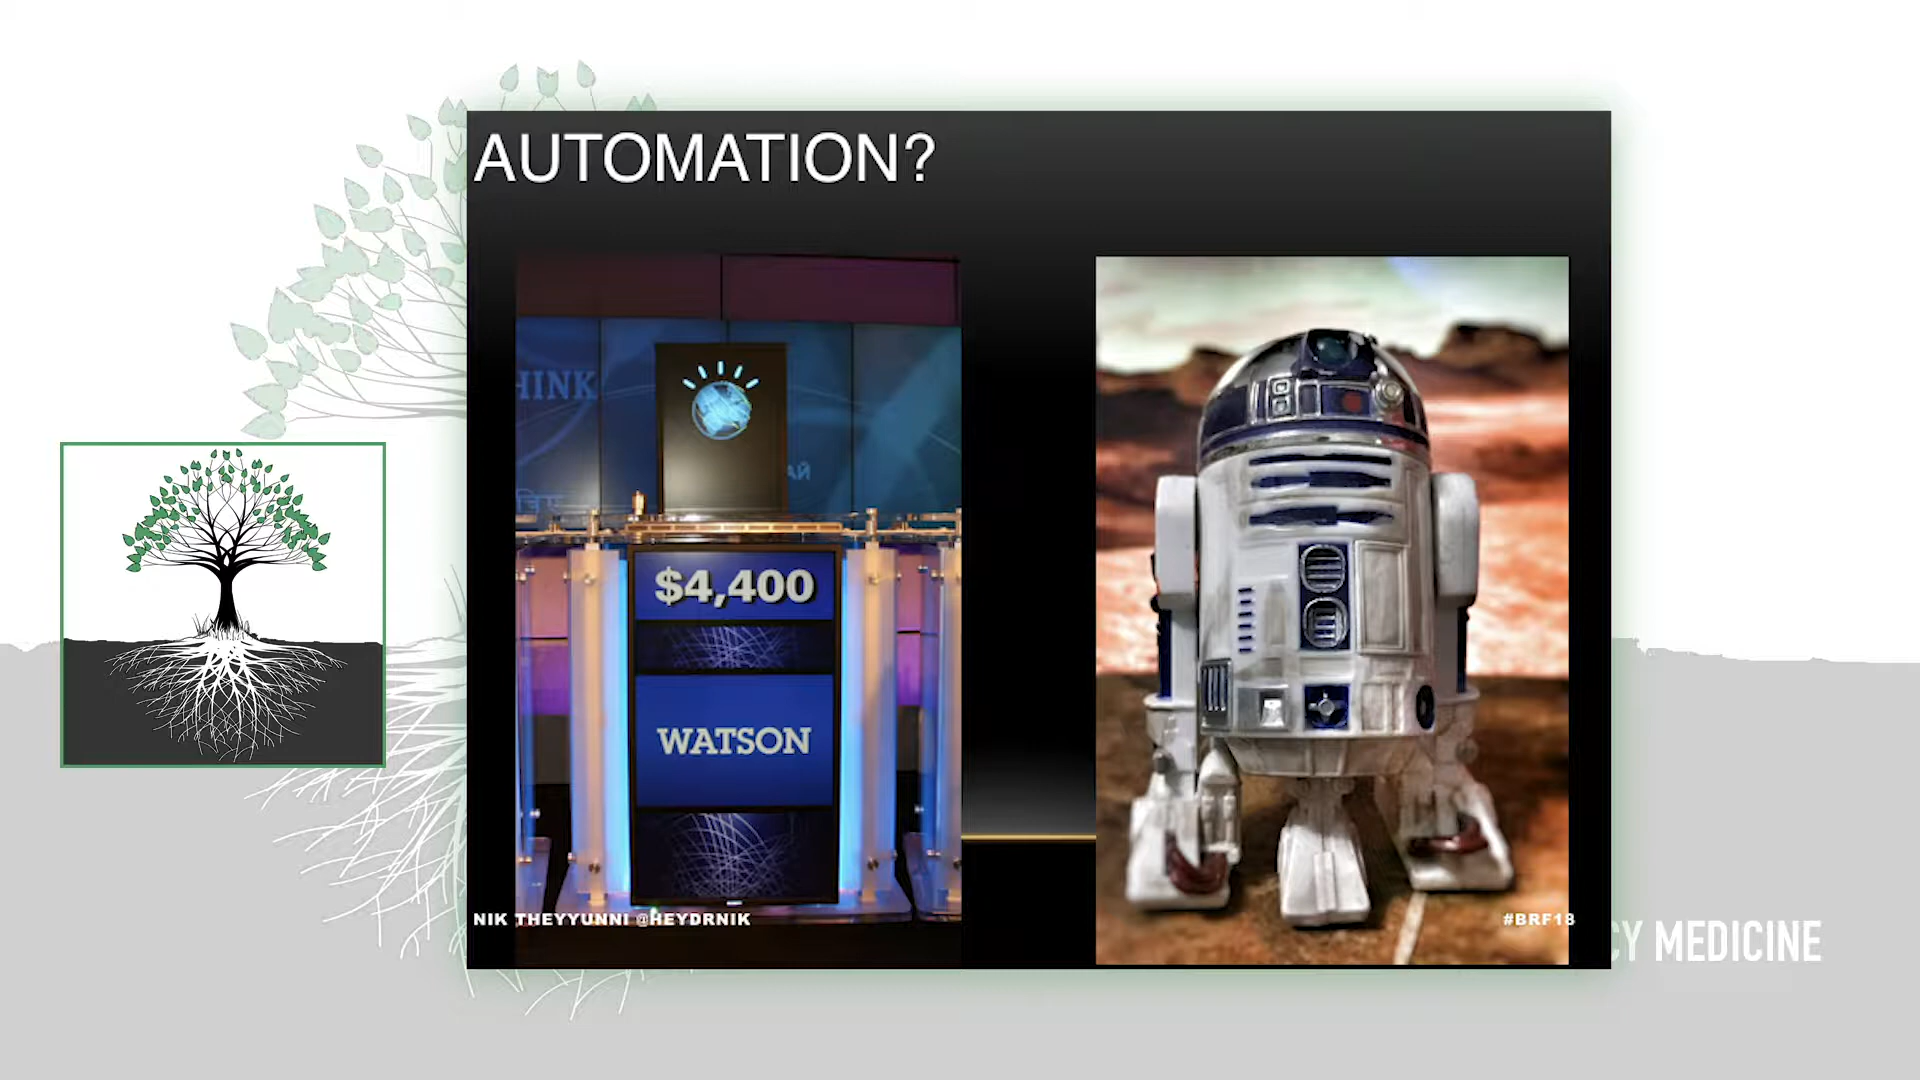 AUTOMATION?
HINK
$4,400
WATSON
NIK THEYYUNNI @HEYDRNIK
#BRF18
CY MEDICINE